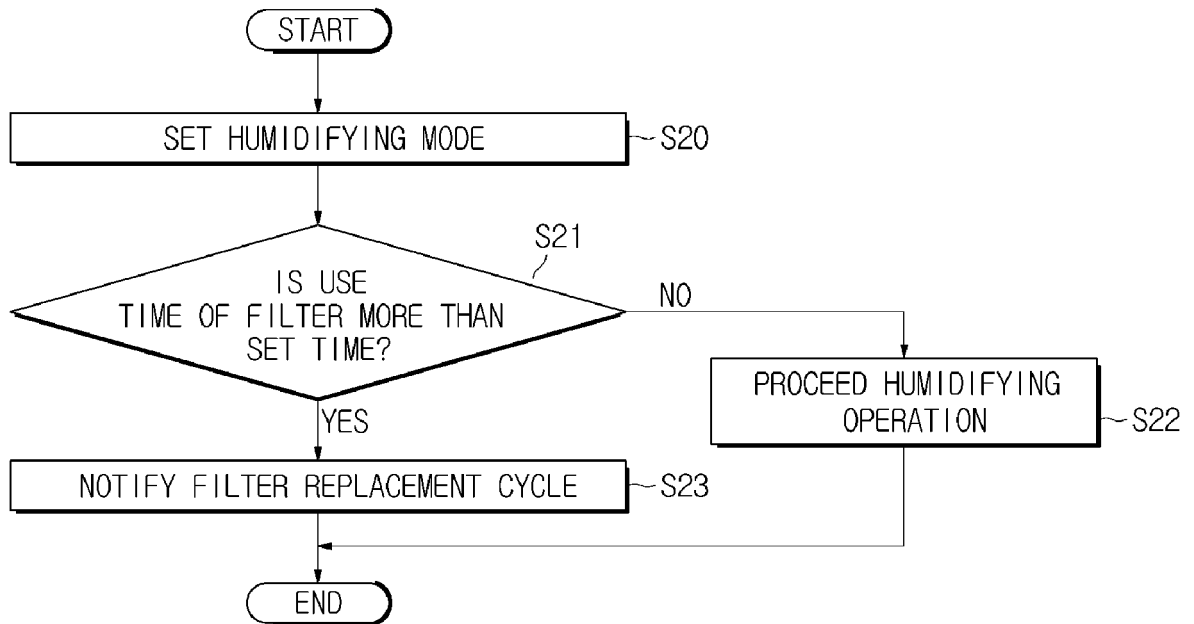 START
SET HUMIDIFYING MODE
S20
S21
IS USE
TIME OF FILTER MORE THAN
SET TIME?
NO
YES
PROCEED HUMIDIFYING
OPERATION
S22
NOTIFY FILTER REPLACEMENT CYCLE
S23
END